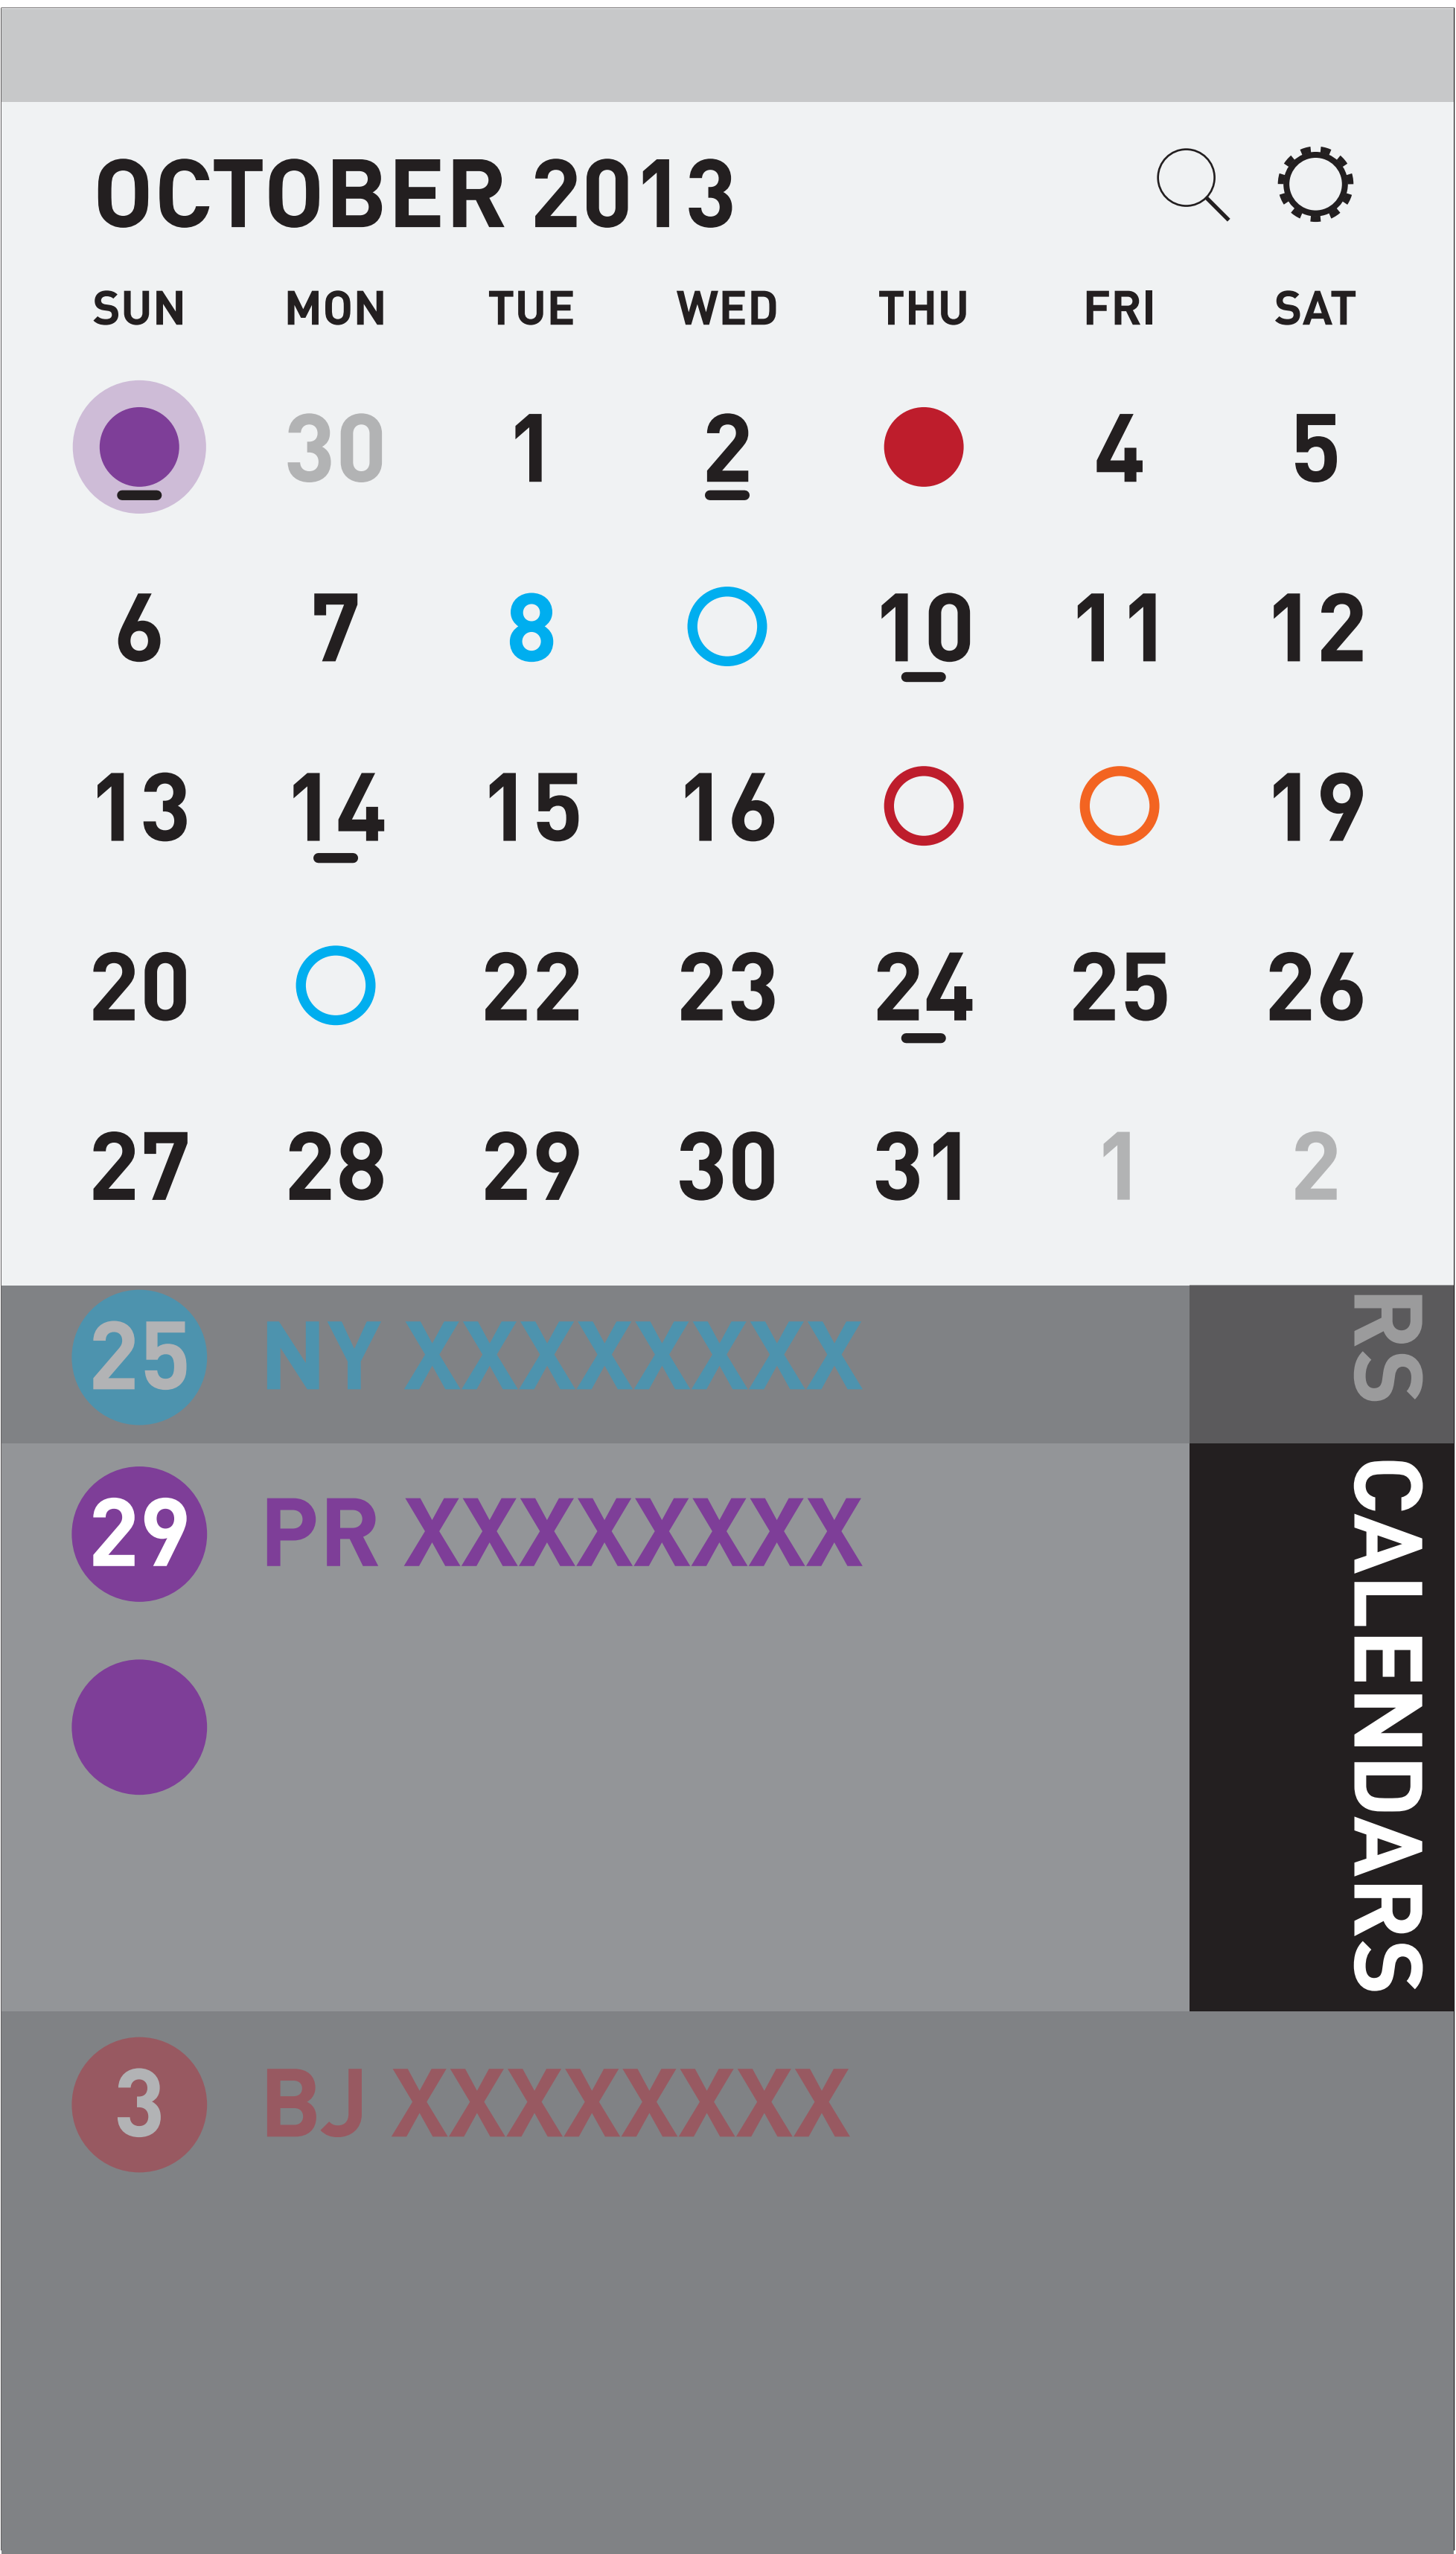 OCTOBER 2013
SUN MON TUE WED THU FRI SAT
30 1 2 4 5
6 7 8 10 11 12
13 14 15 16 19
20 22 23 24 25 26
27 28 29 30 31 1 2
25 NY XXXXXXXX
RS
29 PR XXXXXXXX
CALENDARS
3 BJ XXXXXXXX